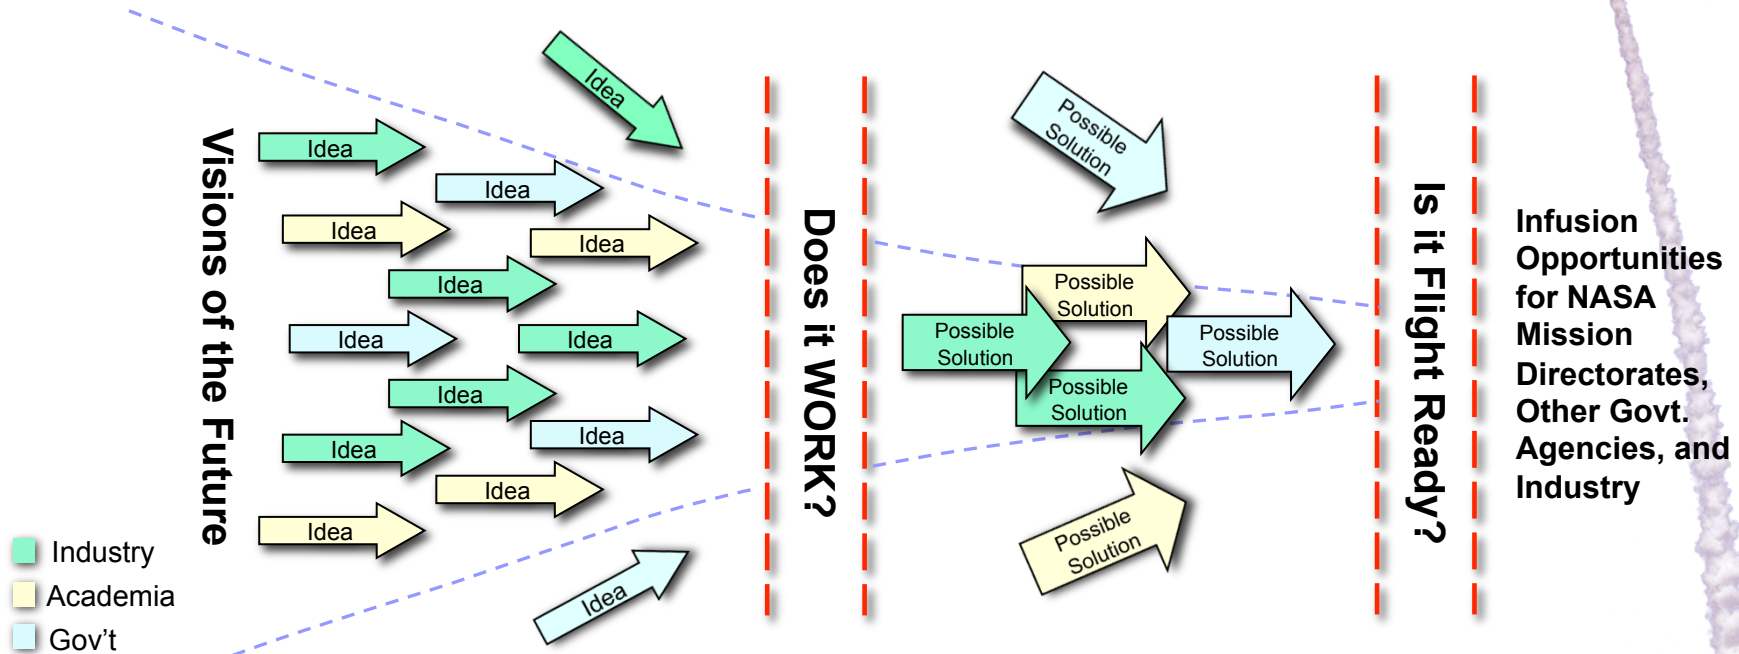 Visions of the Future
Idea
Idea
Idea
Idea
Idea
Idea
Idea
Idea
Idea
Idea
Idea
Idea
Idea
Idea
Does it WORK?
Possible
Solution
Possible
Solution
Possible
Solution
Possible
Solution
Possible
Solution
Possible
Solution
Is it Flight Ready?
Infusion
Opportunities
for NASA
Mission
Directorates,
Other Govt.
Agencies, and
Industry
Industry
Academia
Gov't